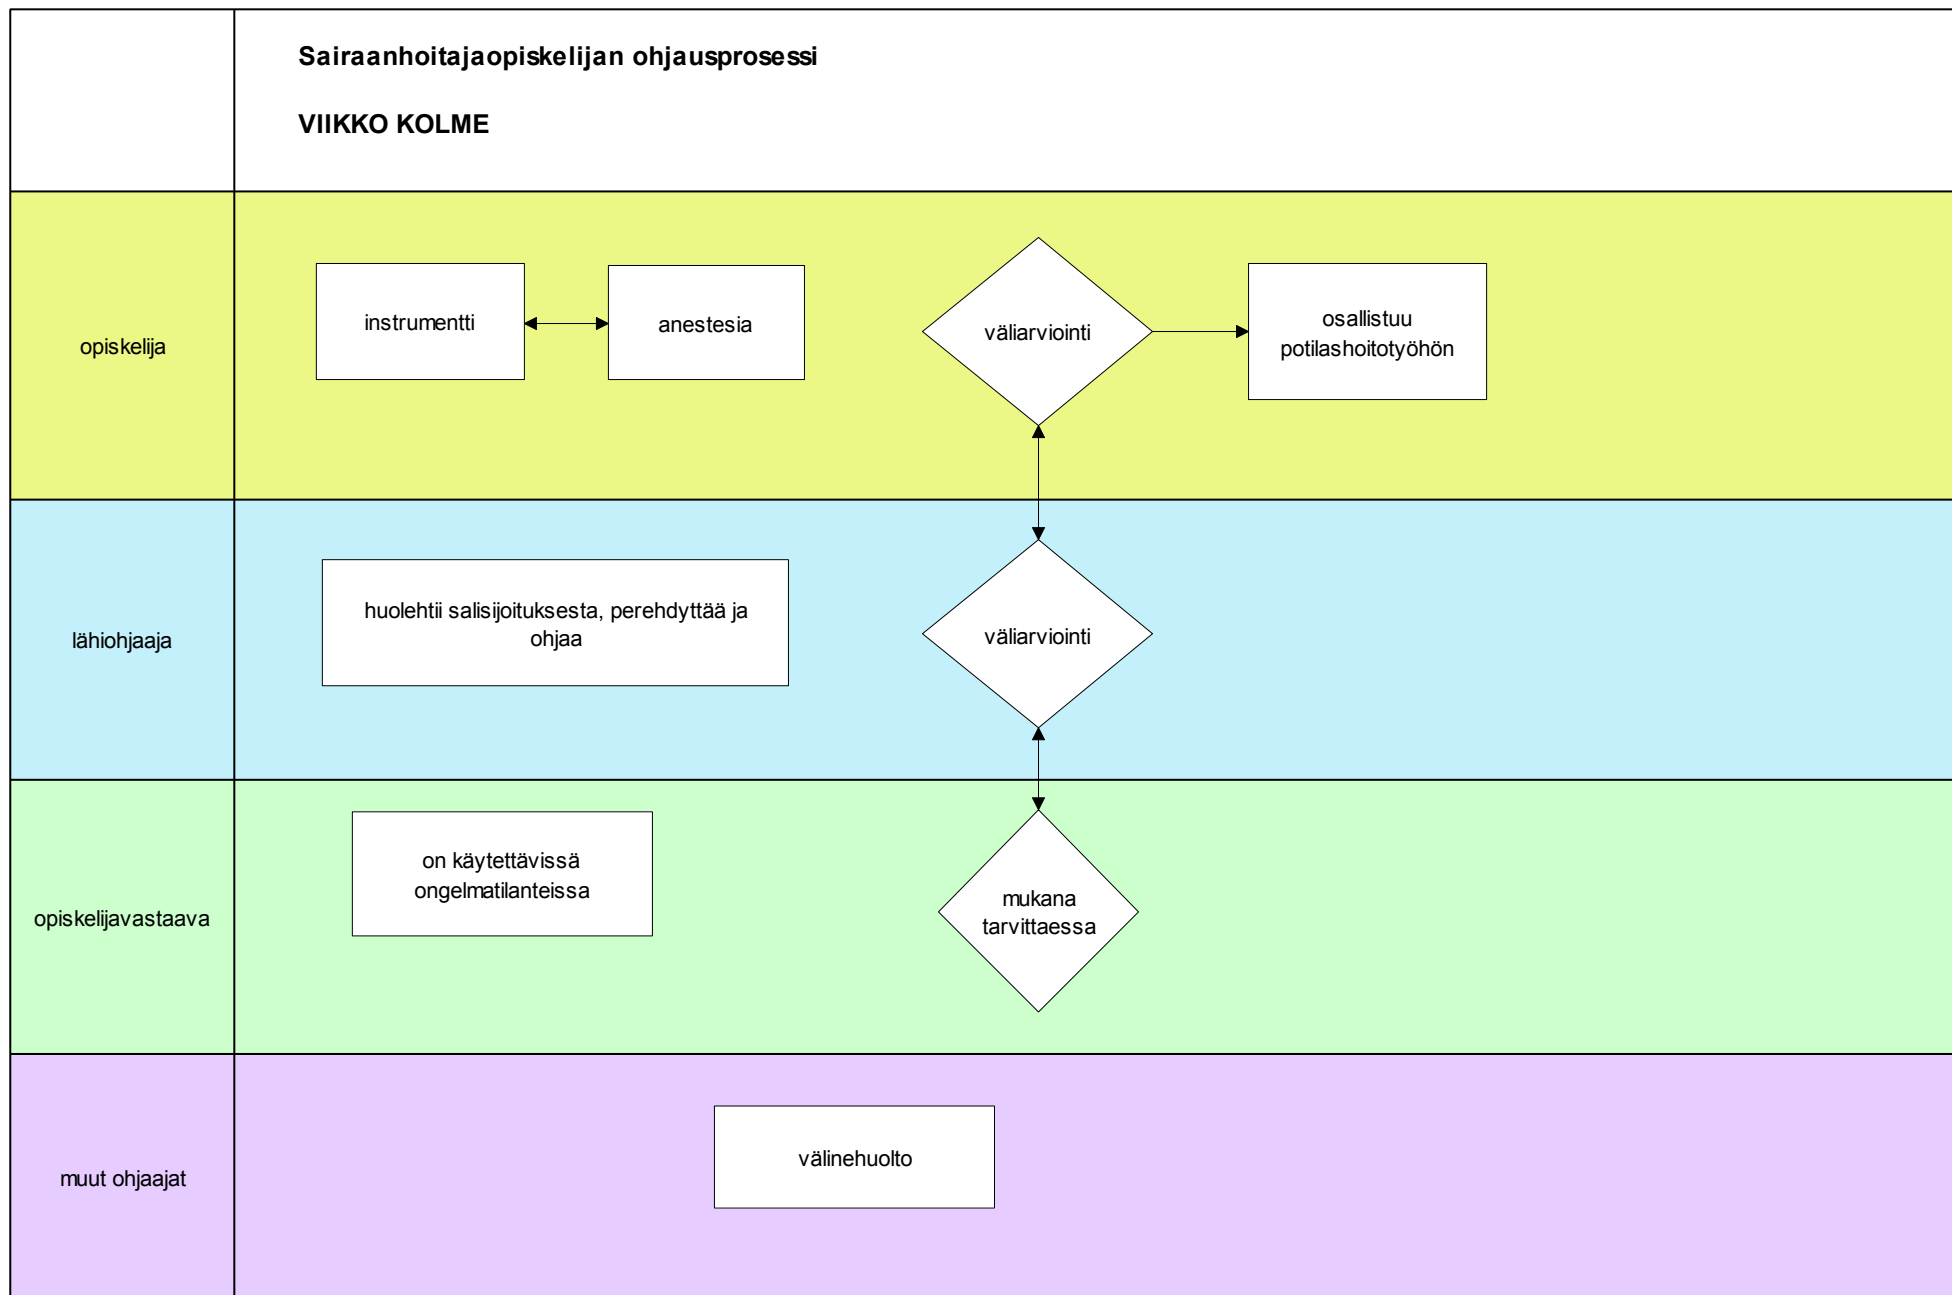 Sairaanhoitajaopiskelijan ohjausprosessi
VIIKKO KOLME
opiskelija
instrumentti
anestesia
väliarviointi
osallistuu
potilashoitotyöhön
lähiohjaaja
huolehtii salisijoituksesta, perehdyttää ja
ohjaa
väliarviointi
opiskelijavastaava
on käytettävissä
ongelmatilanteissa
mukana
tarvittaessa
muut ohjaajat
välinehuolto